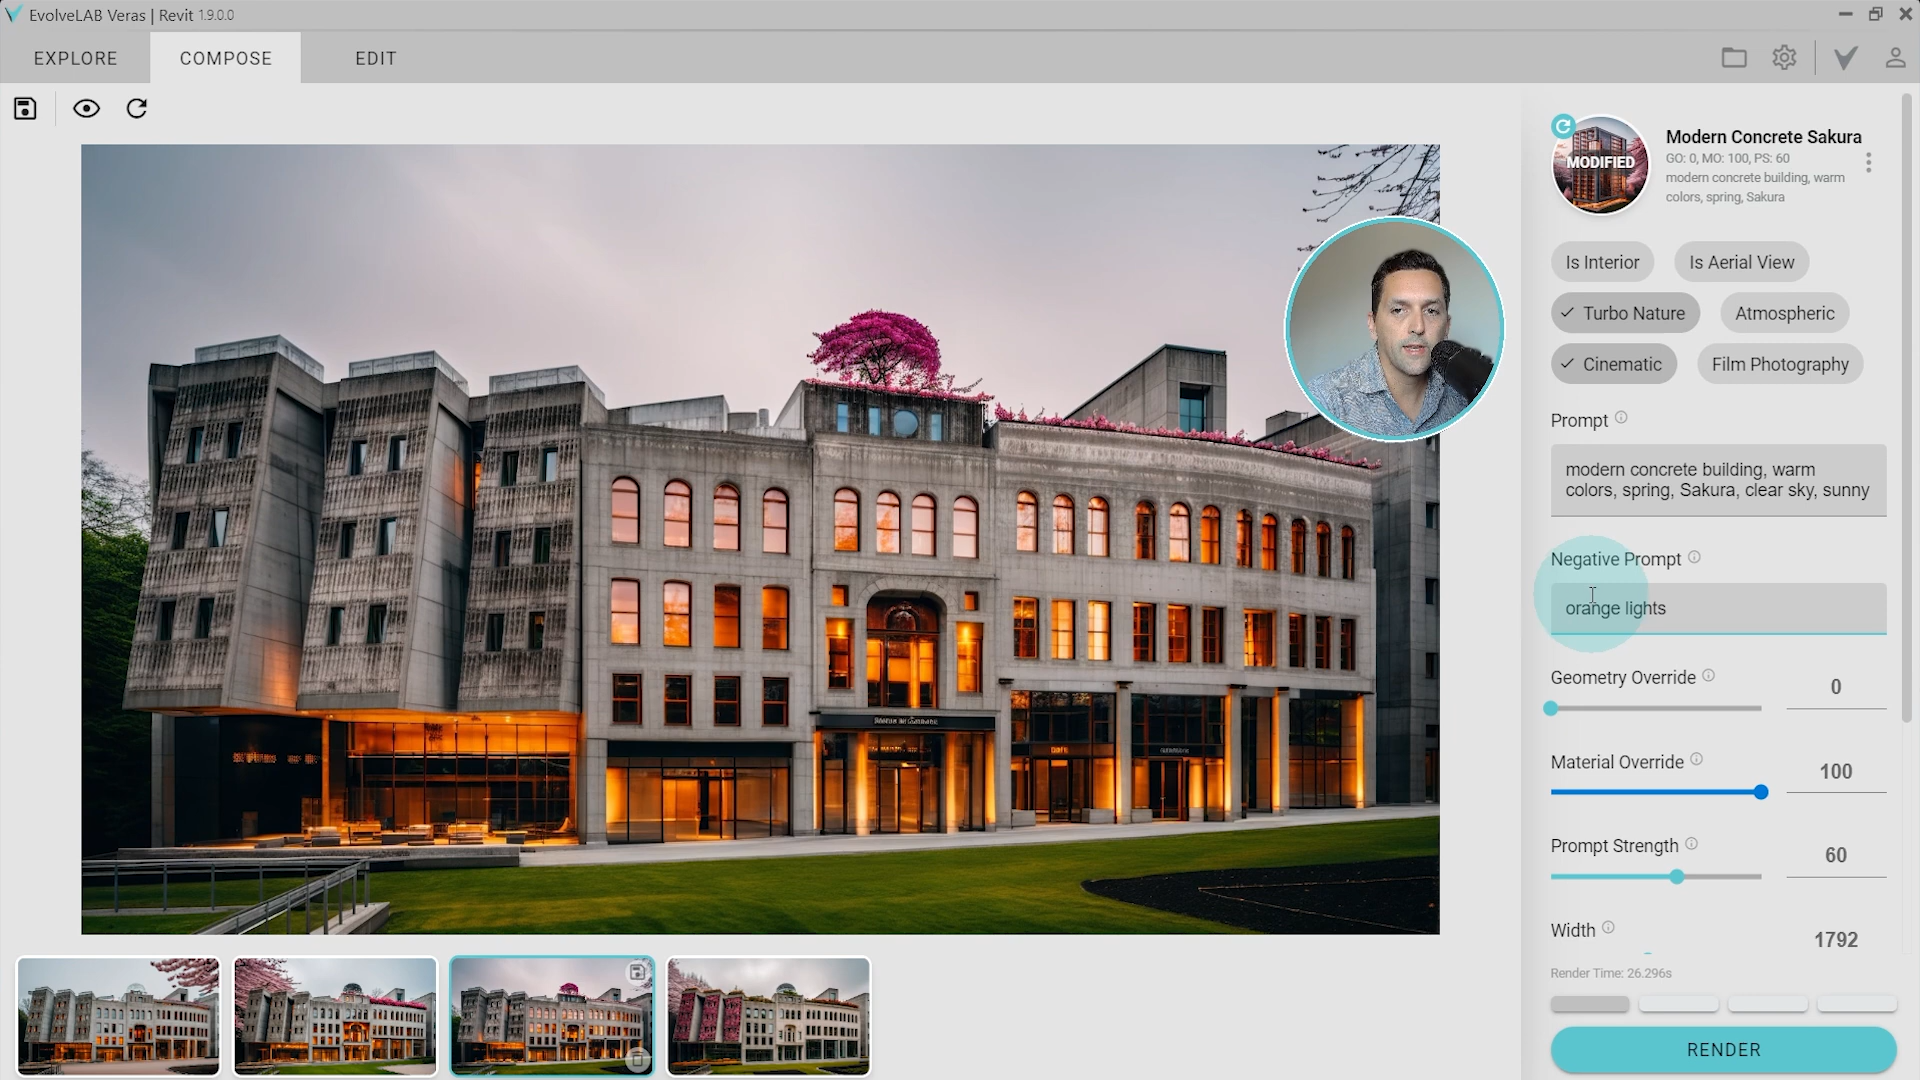 EvolveLAB Veras | Revit 1.9.0.0
EXPLORE
COMPOSE
EDIT
MODIFIED
Modern Concrete Sakura
GO: 0, MO: 100, PS: 60
modern concrete building, warm
colors, spring, Sakura
Is Interior
Is Aerial View
Turbo Nature
Atmospheric
Cinematic
Film Photography
Prompt
modern concrete building, warm
colors, spring, Sakura, clear sky, sunny
Negative Prompt
orange lights
Geometry Override
0
Material Override
100
Prompt Strength
60
Width
1792
Render Time: 26.296s
RENDER